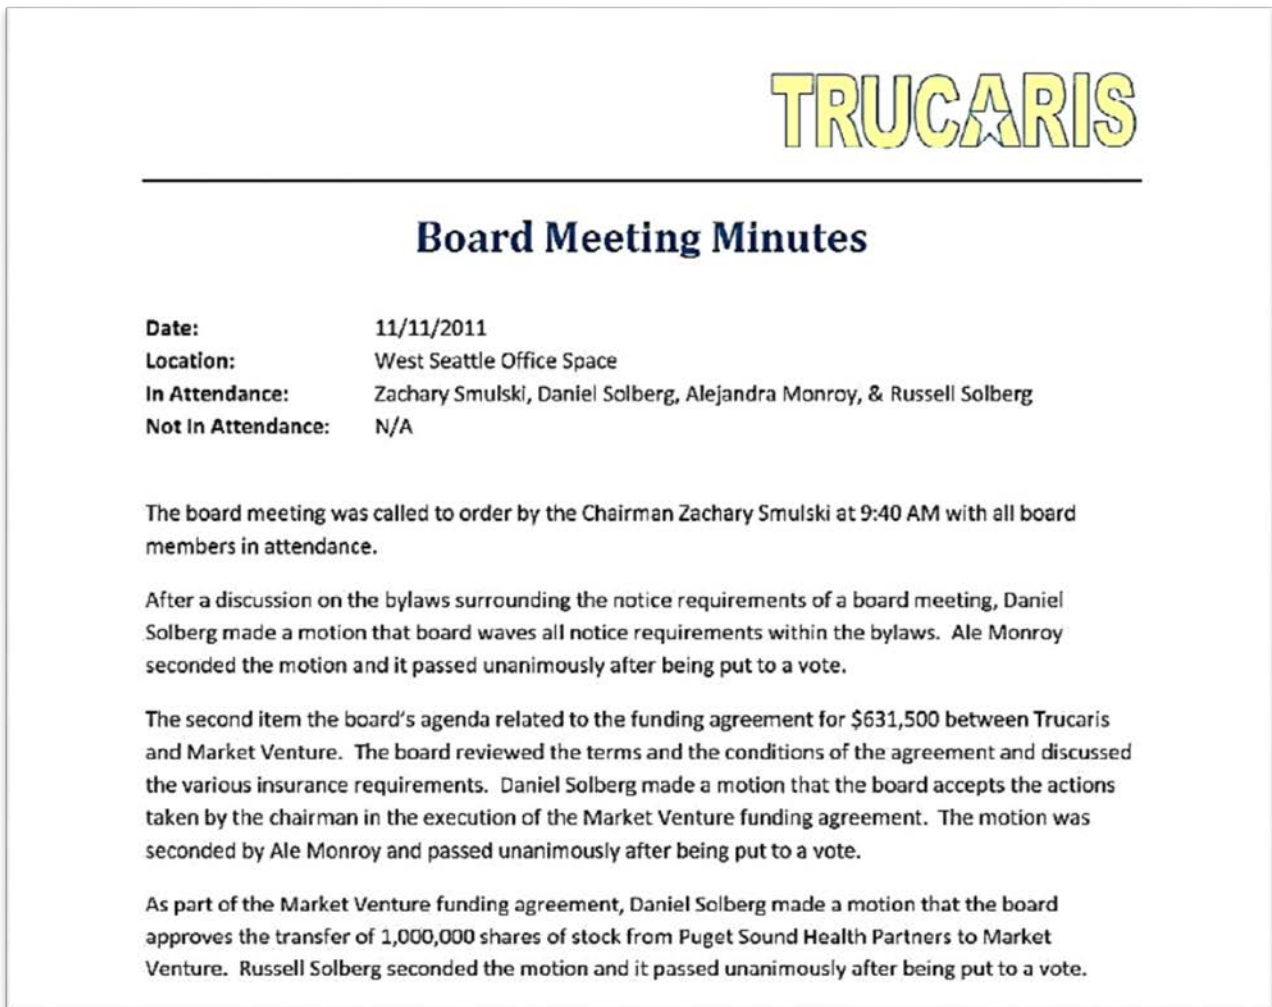 TRUCARIS
Board Meeting Minutes
Date: 11/11/2011
Location: West Seattle Office Space
In Attendance: Zachary Smulski, Daniel Solberg, Alejandra Monroy, & Russell Solberg
Not In Attendance: N/A
The board meeting was called to order by the Chairman Zachary Smulski at 9:40 AM with all board
members in attendance.
After a discussion on the bylaws surrounding the notice requirements of a board meeting, Daniel
Solberg made a motion that board waves all notice requirements within the bylaws. Ale Monroy
seconded the motion and it passed unanimously after being put to a vote.
The second item the board's agenda related to the funding agreement for $631,500 between Trucaris
and Market Venture. The board reviewed the terms and the conditions of the agreement and discussed
the various insurance requirements. Daniel Solberg made a motion that the board accepts the actions
taken by the chairman in the execution of the Market Venture funding agreement. The motion was
seconded by Ale Monroy and passed unanimously after being put to a vote.
As part of the Market Venture funding agreement, Daniel Solberg made a motion that the board
approves the transfer of 1,000,000 shares of stock from Puget Sound Health Partners to Market
Venture. Russell Solberg seconded the motion and it passed unanimously after being put to a vote.